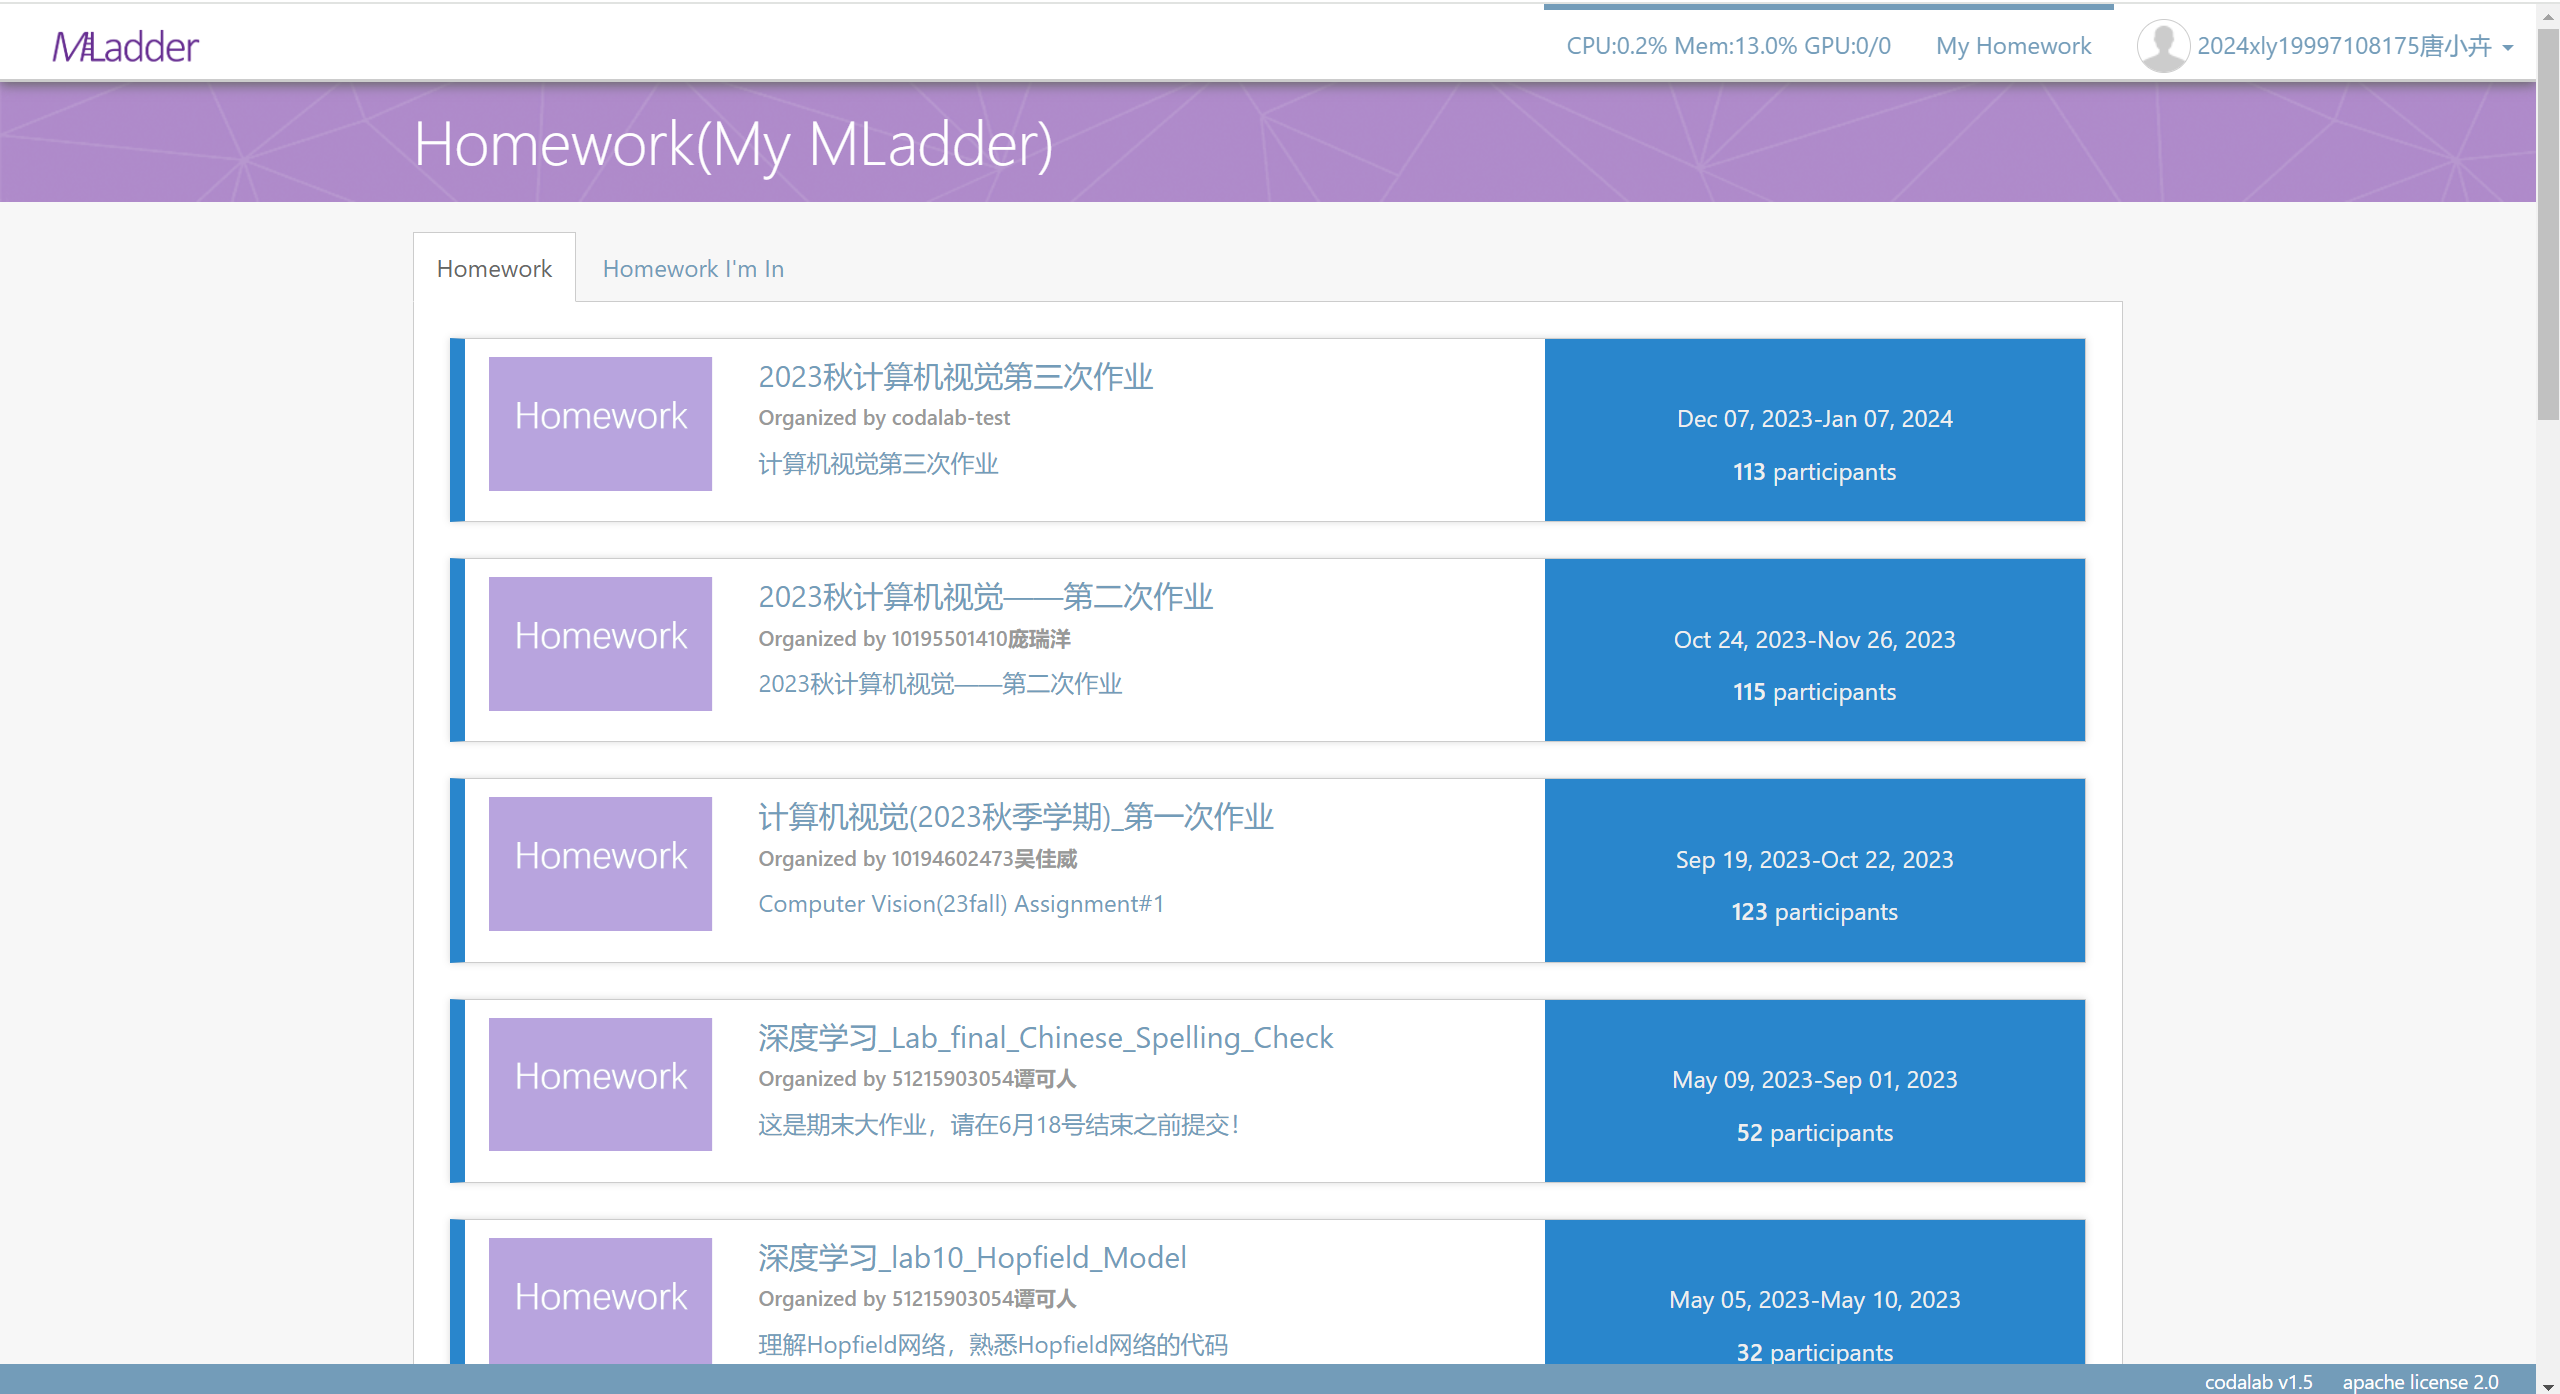 MLadder
CPU:0.2% Mem:13.0% GPU:0/0
My Homework
2024xly19997108175唐小卉
Homework(My MLadder)
Homework
Homework I'm In
Homework
2023秋计算机视觉第三次作业
Organized by codalab-test
计算机视觉第三次作业
Dec 07, 2023-Jan 07, 2024
113 participants
Homework
2023秋计算机视觉——第二次作业
Organized by 10195501410庞瑞洋
2023秋计算机视觉——第二次作业
Oct 24, 2023-Nov 26, 2023
115 participants
Homework
计算机视觉(2023秋季学期)_第一次作业
Organized by 10194602473吴佳威
Computer Vision(23fall) Assignment#1
Sep 19, 2023-Oct 22, 2023
123 participants
Homework
深度学习_Lab_final_Chinese_Spelling_Check
Organized by 51215903054谭可人
这是期末大作业，请在6月18号结束之前提交！
May 09, 2023-Sep 01, 2023
52 participants
Homework
深度学习_lab10_Hopfield_Model
Organized by 51215903054谭可人
理解Hopfield网络，熟悉Hopfield网络的代码
May 05, 2023-May 10, 2023
32 participants
codalab v1.5
apache license 2.0